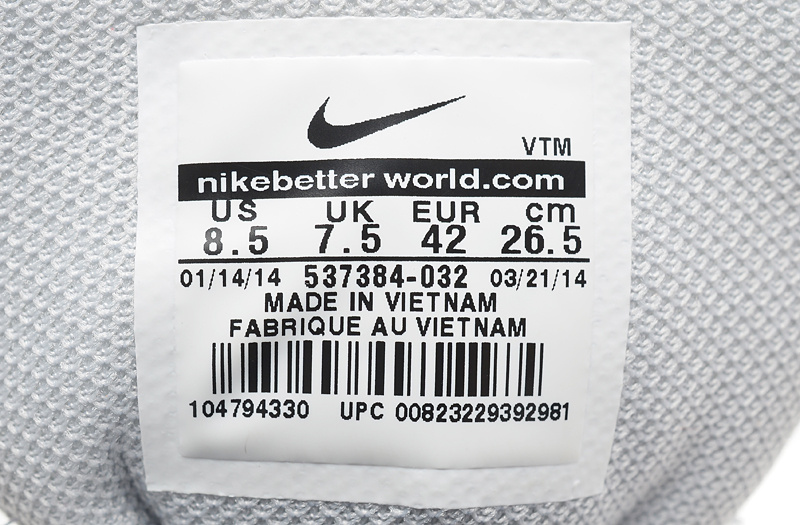 VTM
nikebetter world.com
US UK EUR cm
8.5 7.5 42 26.5
01/14/14 537384-032 03/21/14
MADE IN VIETNAM
FABRIQUE AU VIETNAM
104794330 UPC 00823229392981